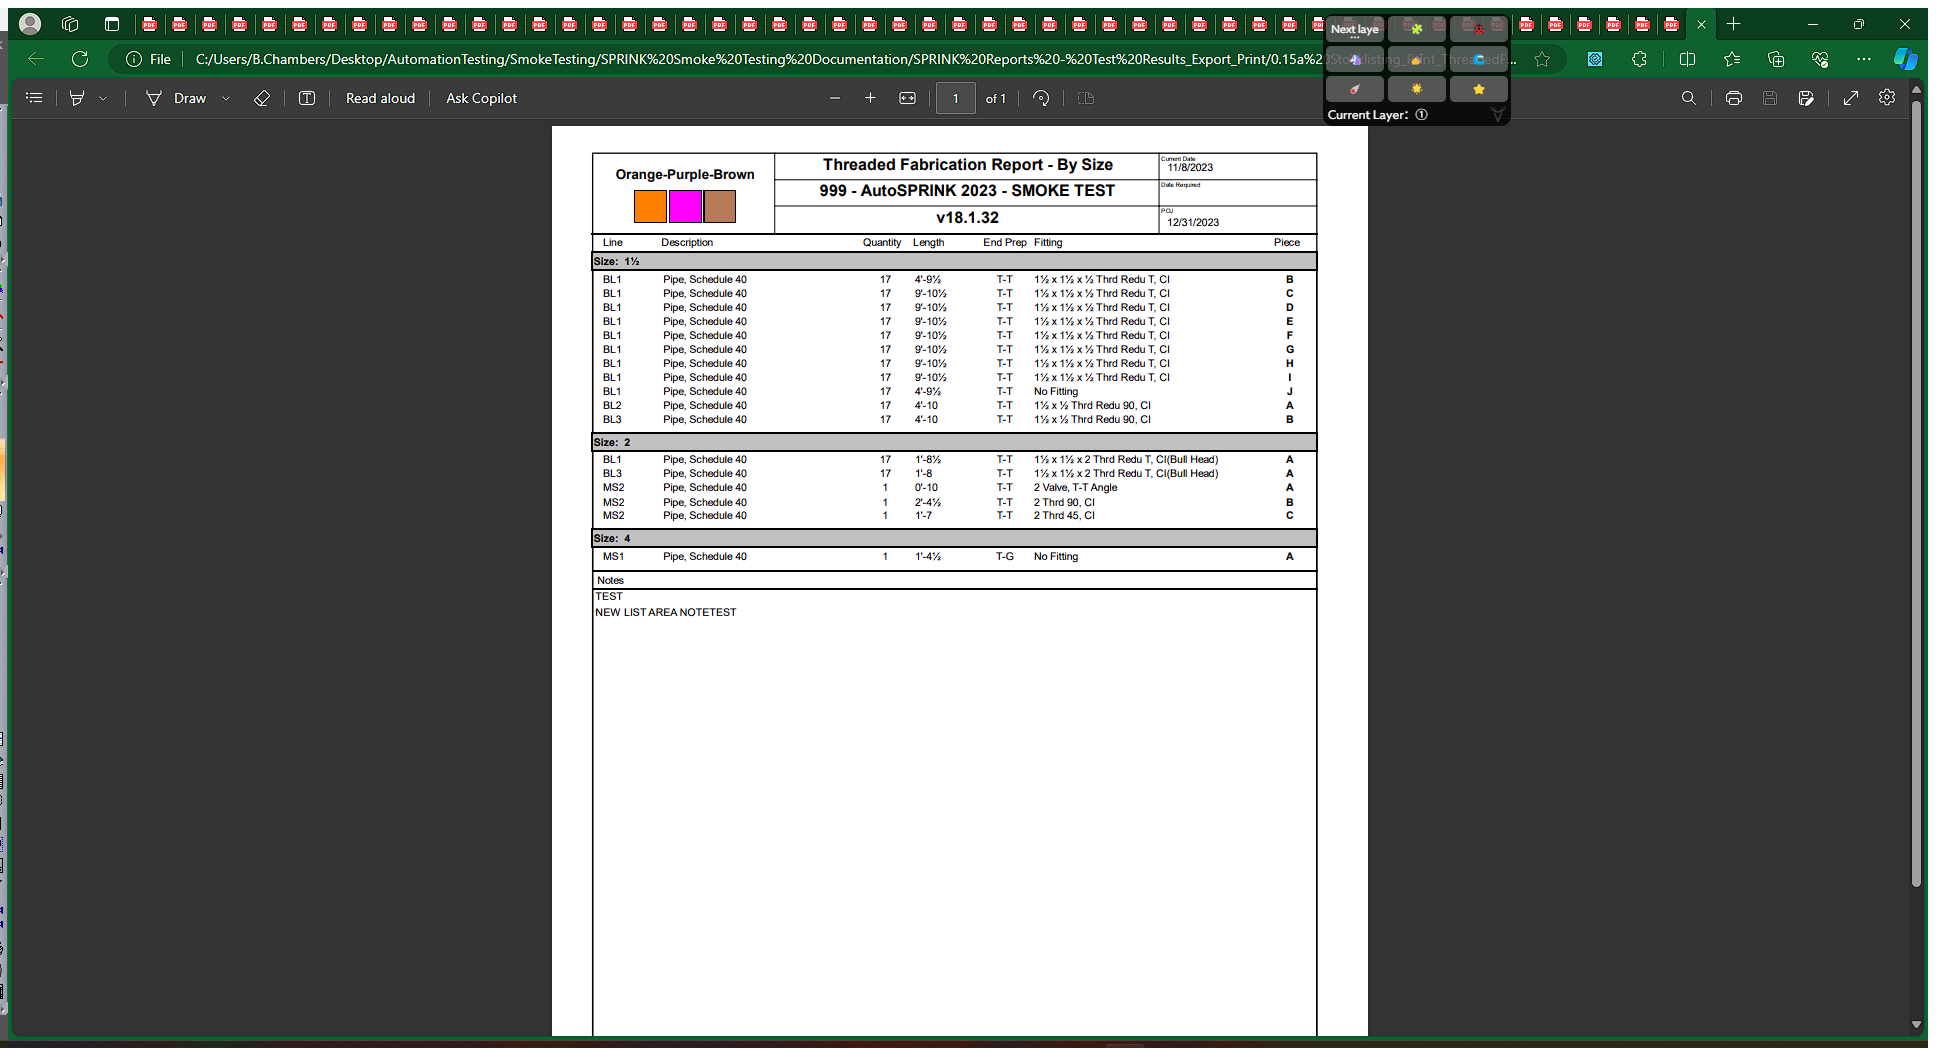 File C:/Users/B.Chambers/Desktop/AutomationTesting/SmokeTesting/SPRINK%20Smoke%20Testing%20Documentation/SPRINK%20Reports%20-%20Test%20Results_Export_Print/0.15a%
Next laye
Draw Read aloud Ask Copilot 1 of 1
Current Layer: ①
Orange-Purple-Brown
Threaded Fabrication Report - By Size
999 - AutoSPRINK 2023 - SMOKE TEST
v18.1.32
Current Date
11/8/2023
Date Required
POJ
12/31/2023
Line Description Quantity Length End Prep Fitting Piece
Size: 1½
BL1 Pipe, Schedule 40 17 4'-9½ T-T 1½ x 1½ x ½ Thrd Redu T, CI B
BL1 Pipe, Schedule 40 17 9'-10½ T-T 1½ x 1½ x ½ Thrd Redu T, CI C
BL1 Pipe, Schedule 40 17 9'-10½ T-T 1½ x 1½ x ½ Thrd Redu T, CI D
BL1 Pipe, Schedule 40 17 9'-10½ T-T 1½ x 1½ x ½ Thrd Redu T, CI E
BL1 Pipe, Schedule 40 17 9'-10½ T-T 1½ x 1½ x ½ Thrd Redu T, CI F
BL1 Pipe, Schedule 40 17 9'-10½ T-T 1½ x 1½ x ½ Thrd Redu T, CI G
BL1 Pipe, Schedule 40 17 9'-10½ T-T 1½ x 1½ x ½ Thrd Redu T, CI H
BL1 Pipe, Schedule 40 17 9'-10½ T-T 1½ x 1½ x ½ Thrd Redu T, CI I
BL1 Pipe, Schedule 40 17 4'-9½ T-T No Fitting J
BL2 Pipe, Schedule 40 17 4'-10 T-T 1½ x ½ Thrd Redu 90, CI A
BL3 Pipe, Schedule 40 17 4'-10 T-T 1½ x ½ Thrd Redu 90, CI B
Size: 2
BL1 Pipe, Schedule 40 17 1'-8½ T-T 1½ x 1½ x 2 Thrd Redu T, CI(Bull Head) A
BL3 Pipe, Schedule 40 17 1'-8 T-T 1½ x 1½ x 2 Thrd Redu T, CI(Bull Head) A
MS2 Pipe, Schedule 40 1 0'-10 T-T 2 Valve, T-T Angle A
MS2 Pipe, Schedule 40 1 2'-4½ T-T 2 Thrd 90, CI B
MS2 Pipe, Schedule 40 1 1'-7 T-T 2 Thrd 45, CI C
Size: 4
MS1 Pipe, Schedule 40 1 1'-4½ T-G No Fitting A
Notes
TEST
NEW LIST AREA NOTETEST